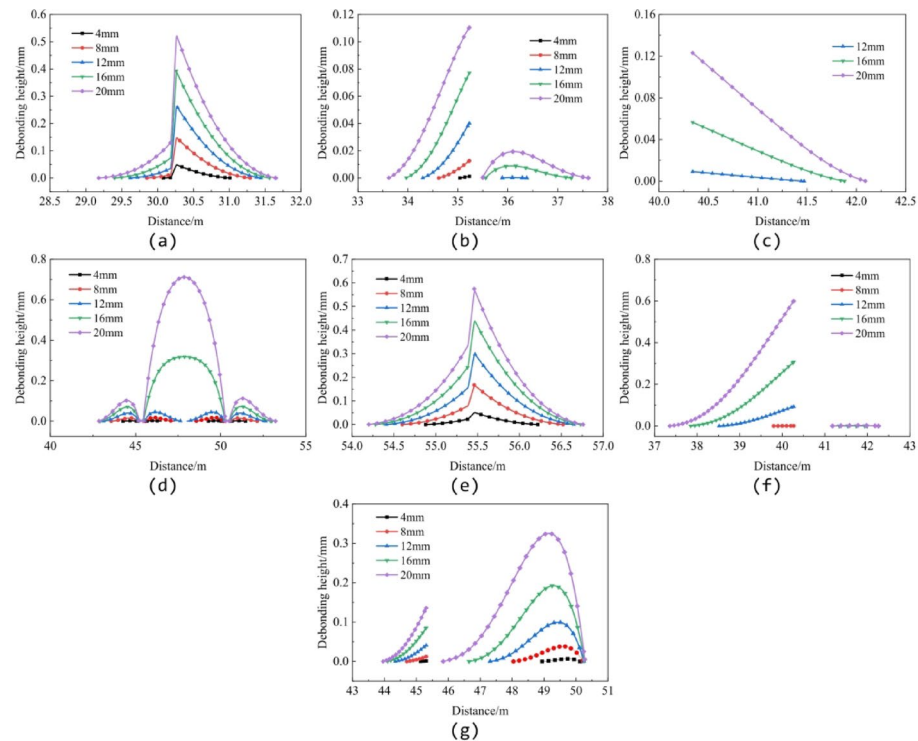 0.6
0.5
0.4
0.3
0.2
0.1
0.0
Debonding height/mm
4mm
8mm
12mm
16mm
20mm
28.5 29.0 29.5 30.0 30.5 31.0 31.5 32.0
Distance/m
(a)
0.12
0.10
0.08
0.06
0.04
0.02
0.00
Debonding height/mm
4mm
8mm
12mm
16mm
20mm
33 34 35 36 37 38
Distance/m
(b)
0.16
0.12
0.08
0.04
0.00
Debonding height/mm
12mm
16mm
20mm
40.0 40.5 41.0 41.5 42.0 42.5
Distance/m
(c)
0.8
0.6
0.4
0.2
0.0
Debonding height/mm
4mm
8mm
12mm
16mm
20mm
40 45 50 55
Distance/m
(d)
0.7
0.6
0.5
0.4
0.3
0.2
0.1
0.0
Debonding height/mm
4mm
8mm
12mm
16mm
20mm
54.0 54.5 55.0 55.5 56.0 56.5 57.0
Distance/m
(e)
0.8
0.6
0.4
0.2
0.0
Debonding height/mm
4mm
8mm
12mm
16mm
20mm
37 38 39 40 41 42 43
Distance/m
(f)
0.4
0.3
0.2
0.1
0.0
Debonding height/mm
4mm
8mm
12mm
16mm
20mm
43 44 45 46 47 48 49 50 51
Distance/m
(g)